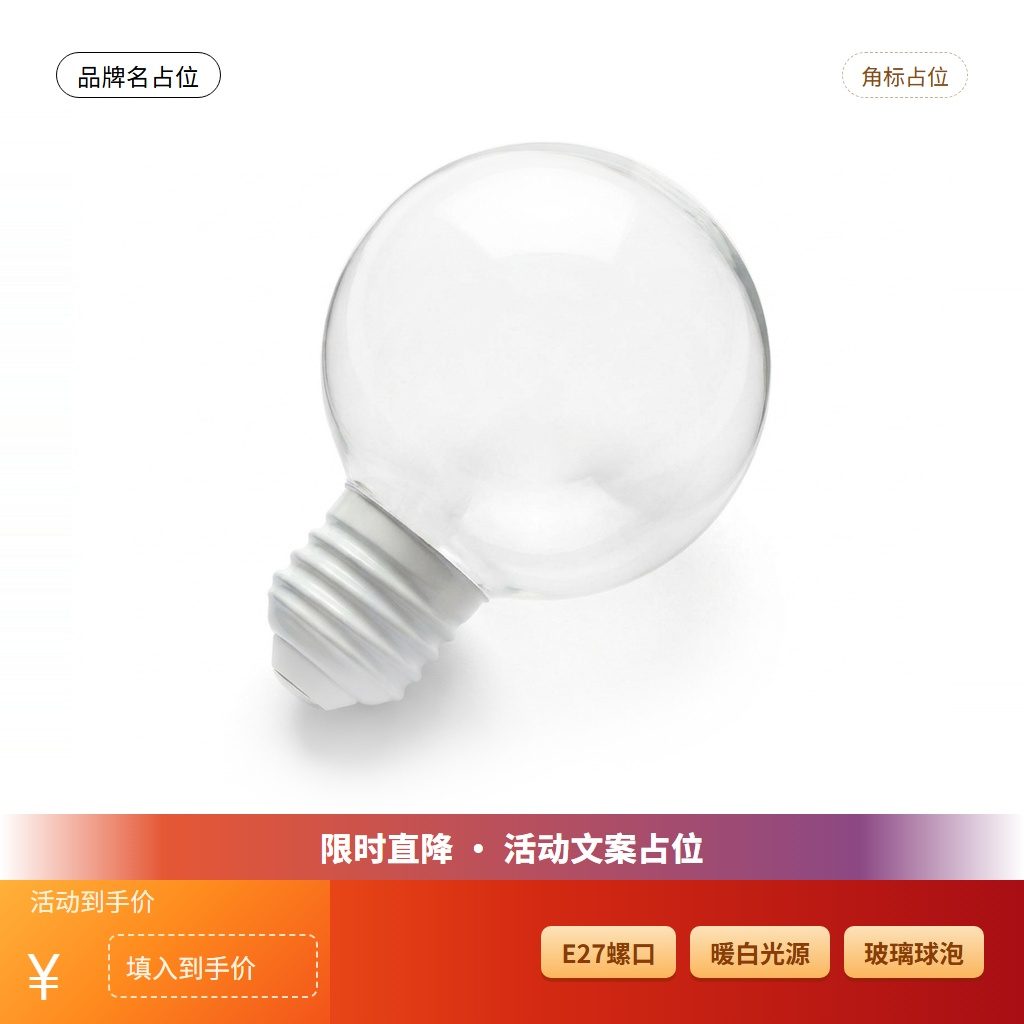 品牌名占位
角标占位
限时直降 · 活动文案占位
活动到手价
¥ 填入到手价
E27螺口
暖白光源
玻璃球泡